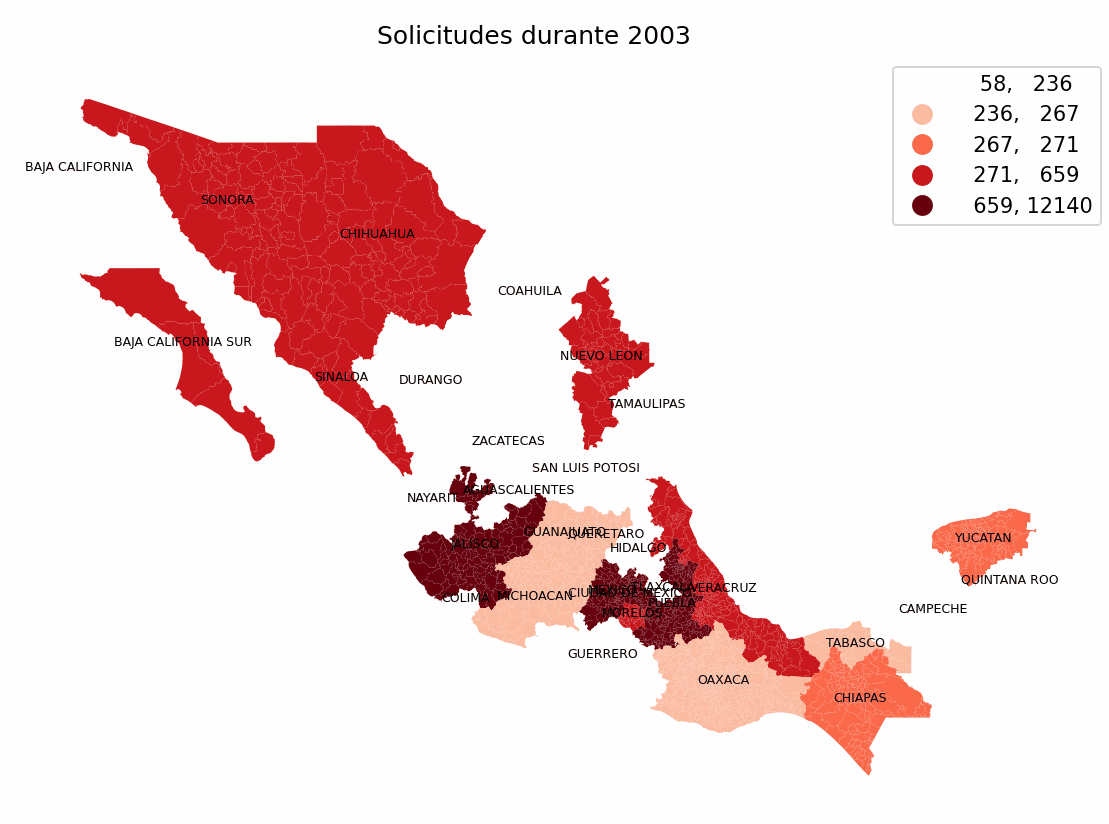 Solicitudes durante 2003
58, 236
236, 267
267, 271
271, 659
659, 12140
BAJA CALIFORNIA
SONORA
CHIHUAHUA
COAHUILA
BAJA CALIFORNIA SUR
NUEVO LEON
SINALOA
DURANGO
TAMAULIPAS
ZACATECAS
SAN LUIS POTOSI
AGUASCALIENTES
NAYARIT
GUANAJUATO
QUERETARO
YUCATAN
JALISCO
HIDALGO
QUINTANA ROO
TLAXCALA
VERACRUZ
CIUDAD DE MEXICO
COLIMA
MICHOACAN
PUEBLA
CAMPECHE
MORELOS
TABASCO
GUERRERO
OAXACA
CHIAPAS